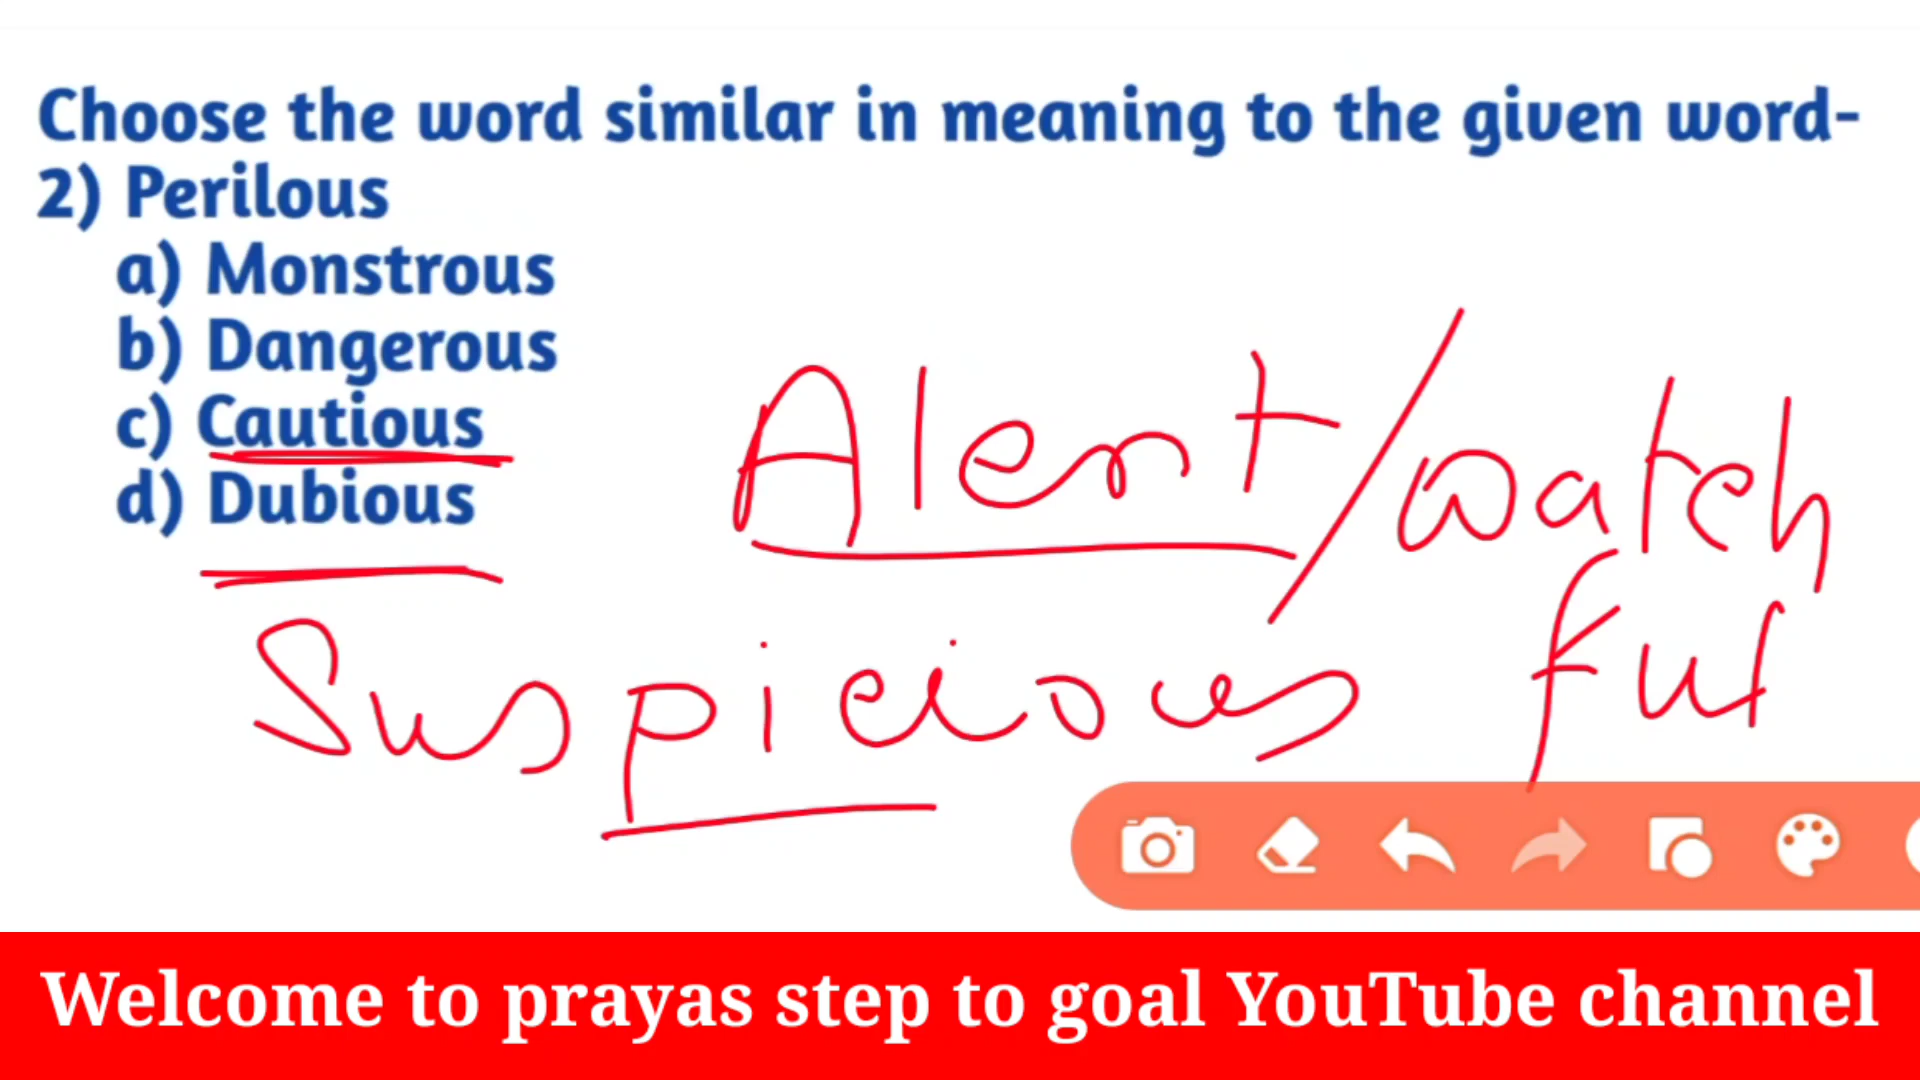 Choose the word similar in meaning to the given word-
2) Perilous
a) Monstrous
b) Dangerous
c) Cautious
d) Dubious
Alert/watch
ful
Suspicious
Welcome to prayas step to goal YouTube channel